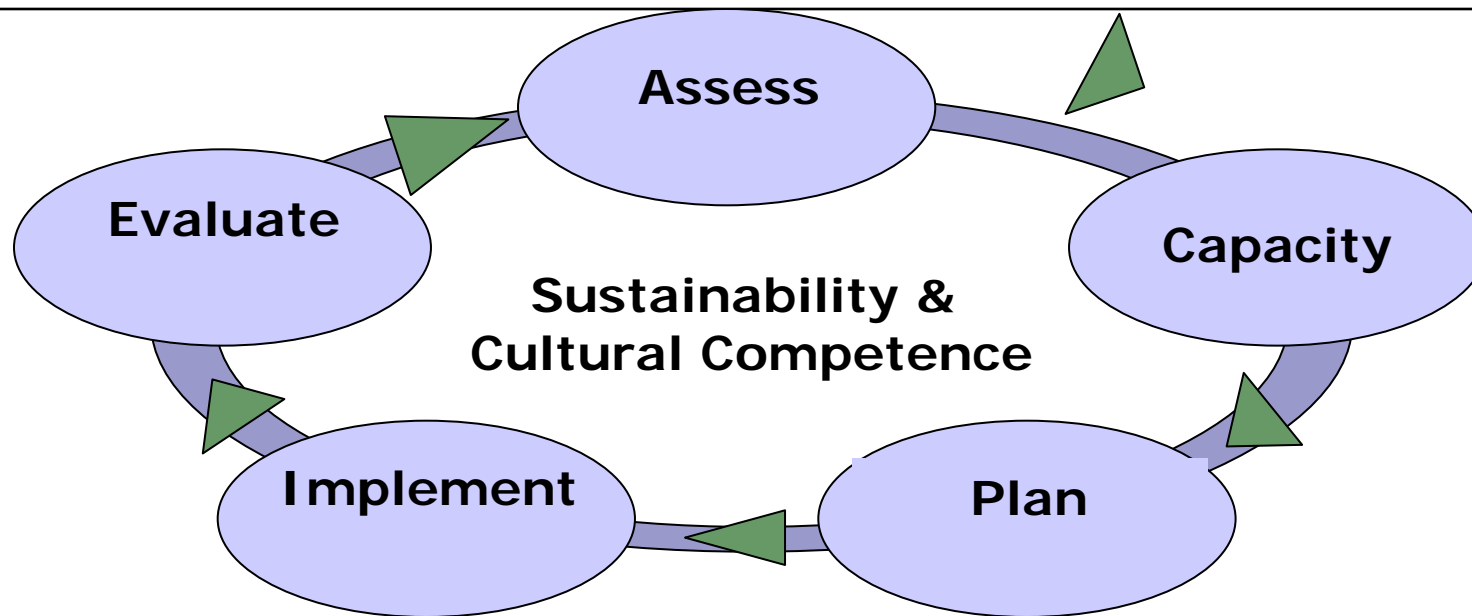 Assess
Capacity
Plan
Implement
Evaluate
Sustainability &
Cultural Competence